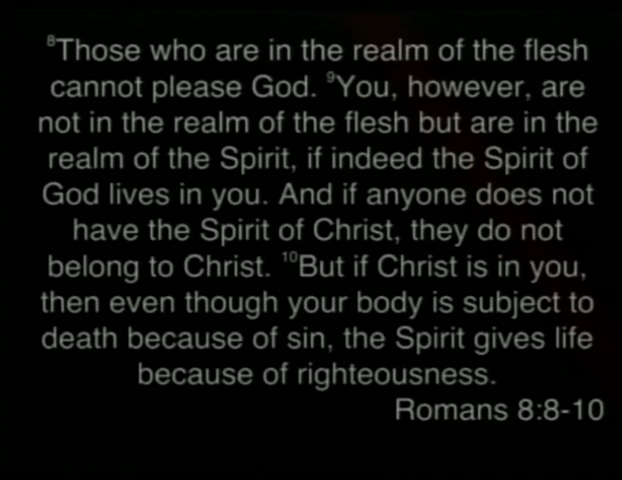 ⁸Those who are in the realm of the flesh
cannot please God. ⁹You, however, are
not in the realm of the flesh but are in the
realm of the Spirit, if indeed the Spirit of
God lives in you. And if anyone does not
have the Spirit of Christ, they do not
belong to Christ. ¹⁰But if Christ is in you,
then even though your body is subject to
death because of sin, the Spirit gives life
because of righteousness.
Romans 8:8-10